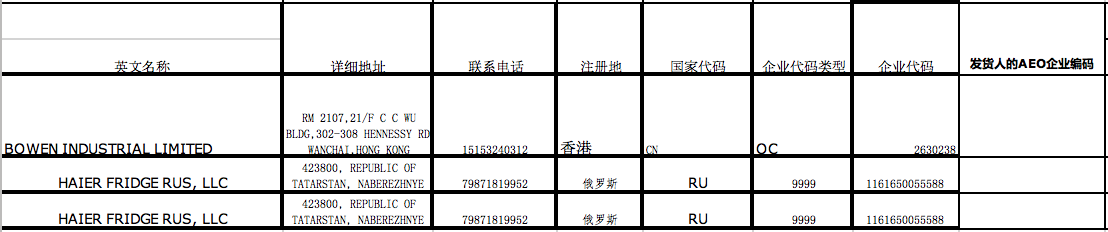 英文名称 详细地址 联系电话 注册地 国家代码 企业代码类型 企业代码 发货人的AEO企业编码
RM 2107,21/F C C WU
BLDG,302-308 HENNESSY RD
BOWEN INDUSTRIAL LIMITED WANCHAI,HONG KONG 15153240312 香港 CN OC 2630238
423800, REPUBLIC OF
HAIER FRIDGE RUS, LLC TATARSTAN, NABEREZHNYE 79871819952 俄罗斯 RU 9999 1161650055588
423800, REPUBLIC OF
HAIER FRIDGE RUS, LLC TATARSTAN, NABEREZHNYE 79871819952 俄罗斯 RU 9999 1161650055588